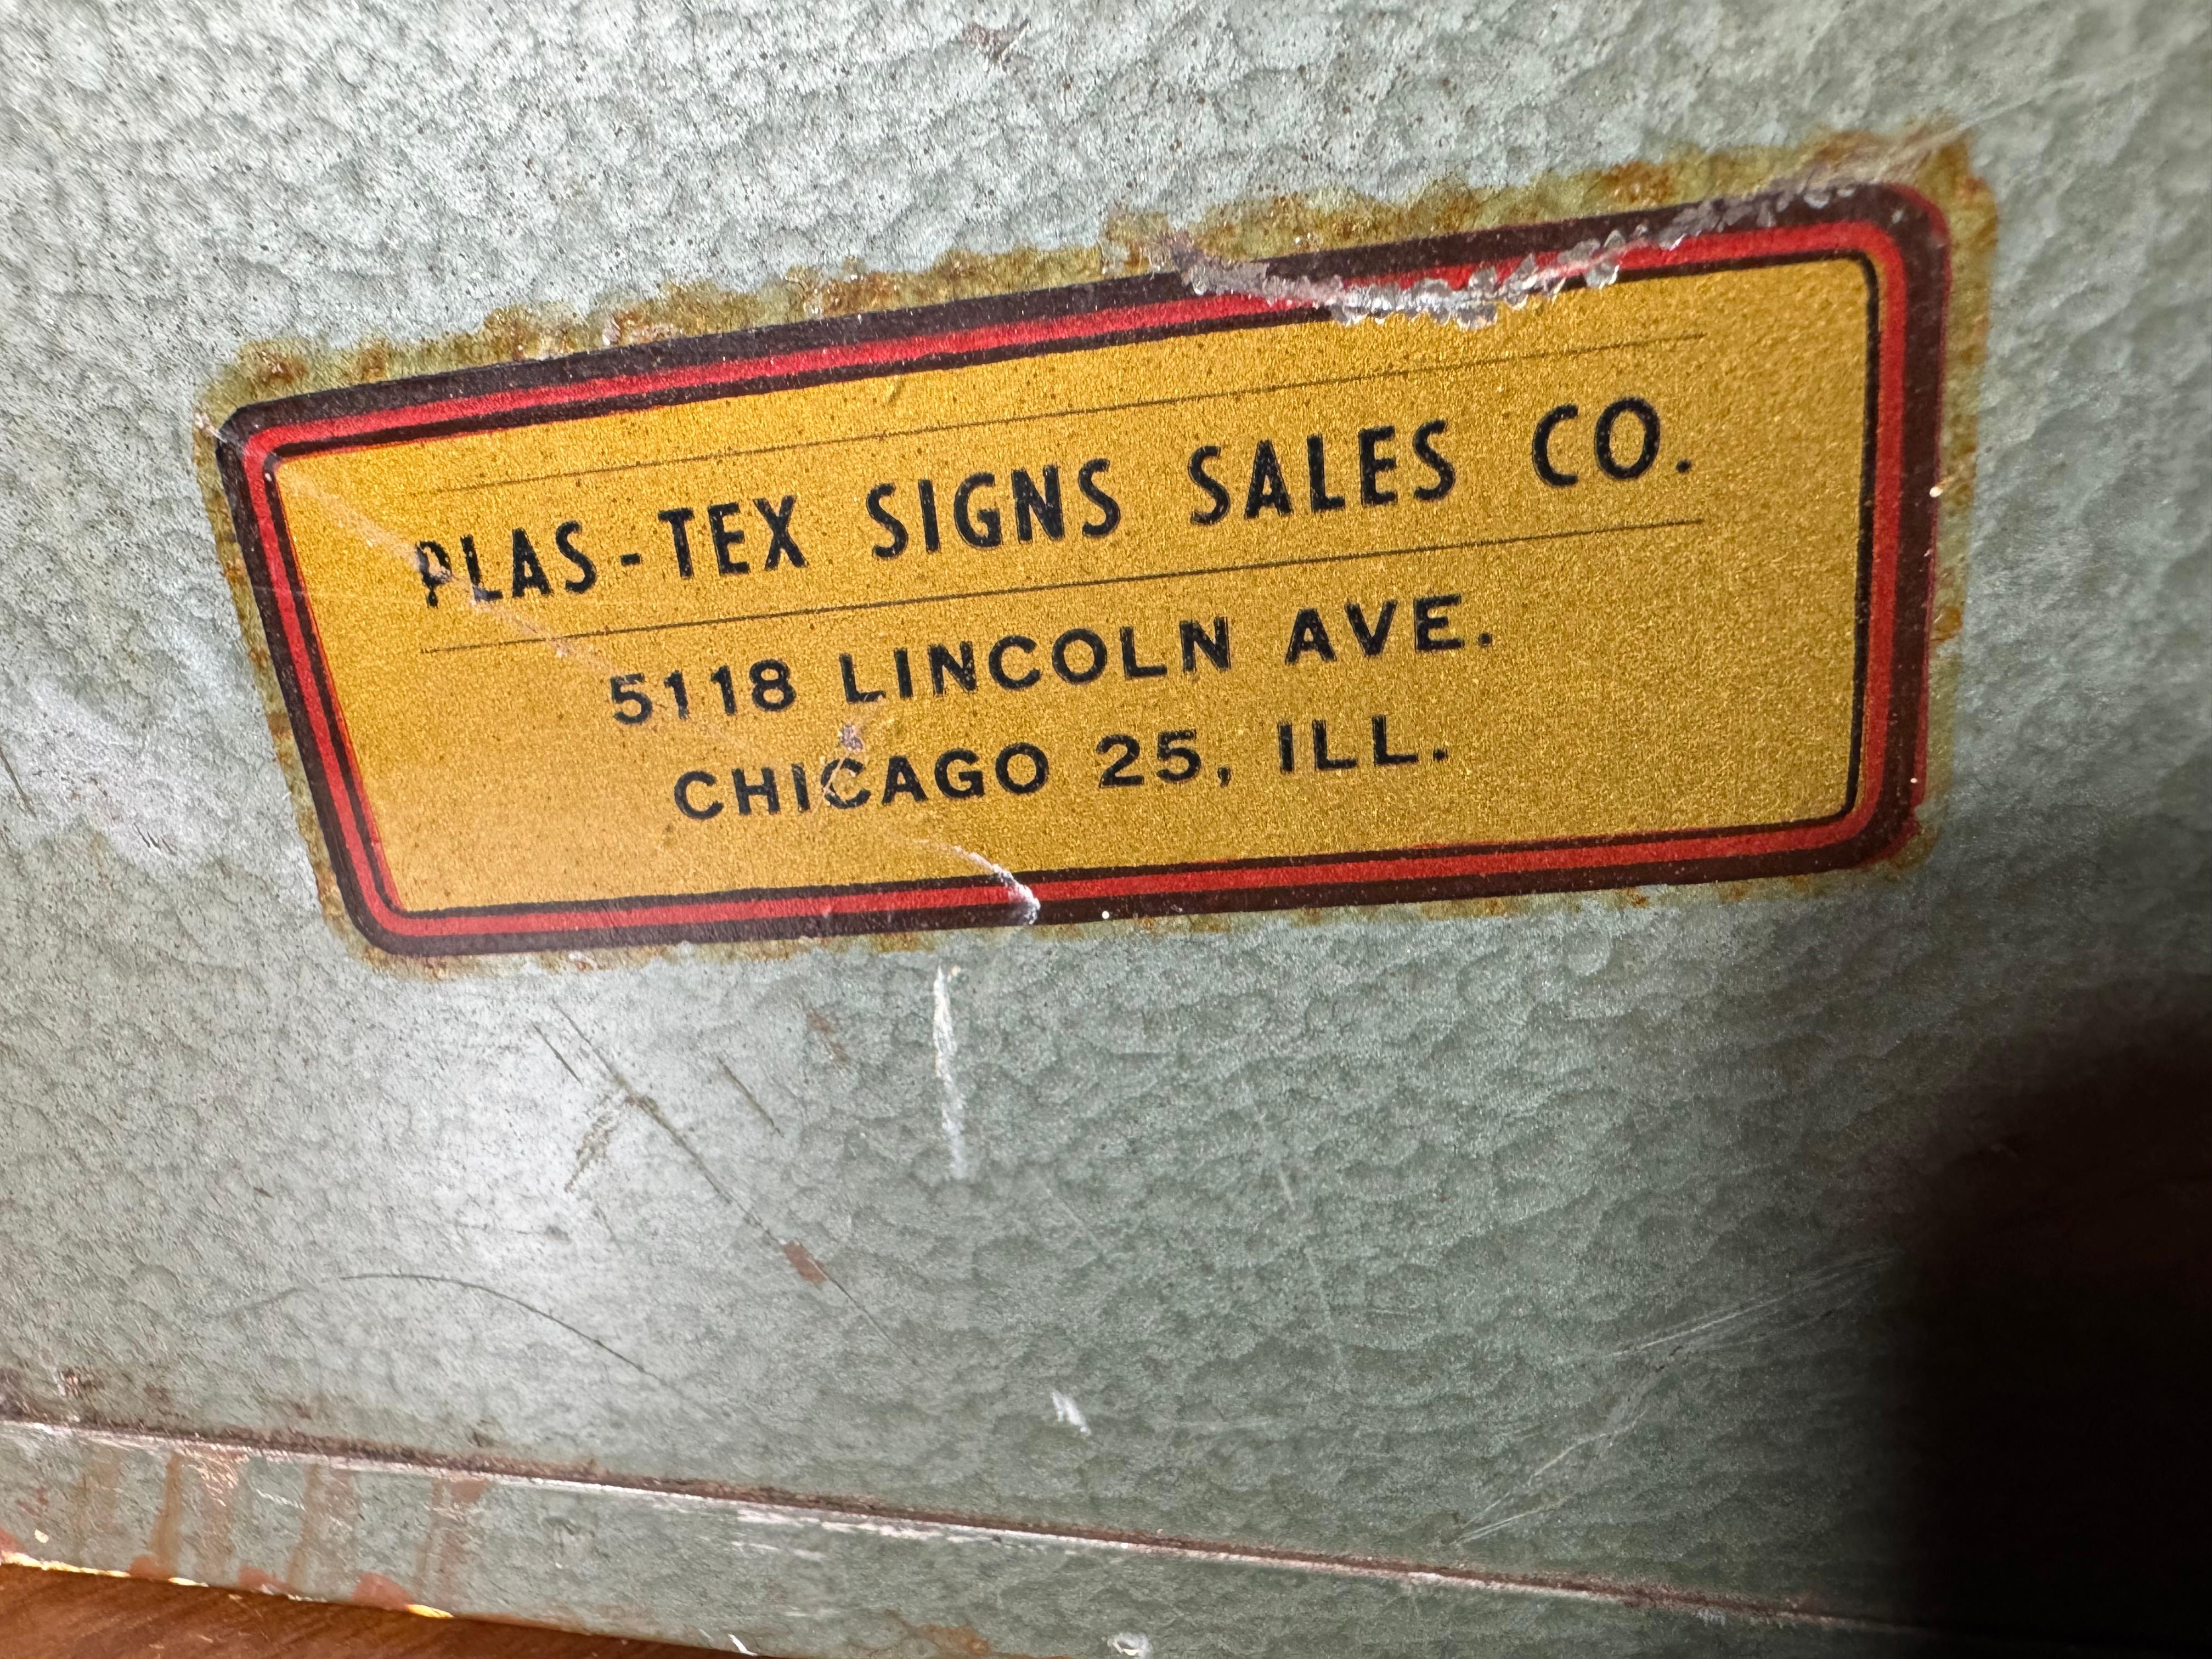 PLAS-TEX SIGNS SALES CO.
5118 LINCOLN AVE.
CHICAGO 25, ILL.